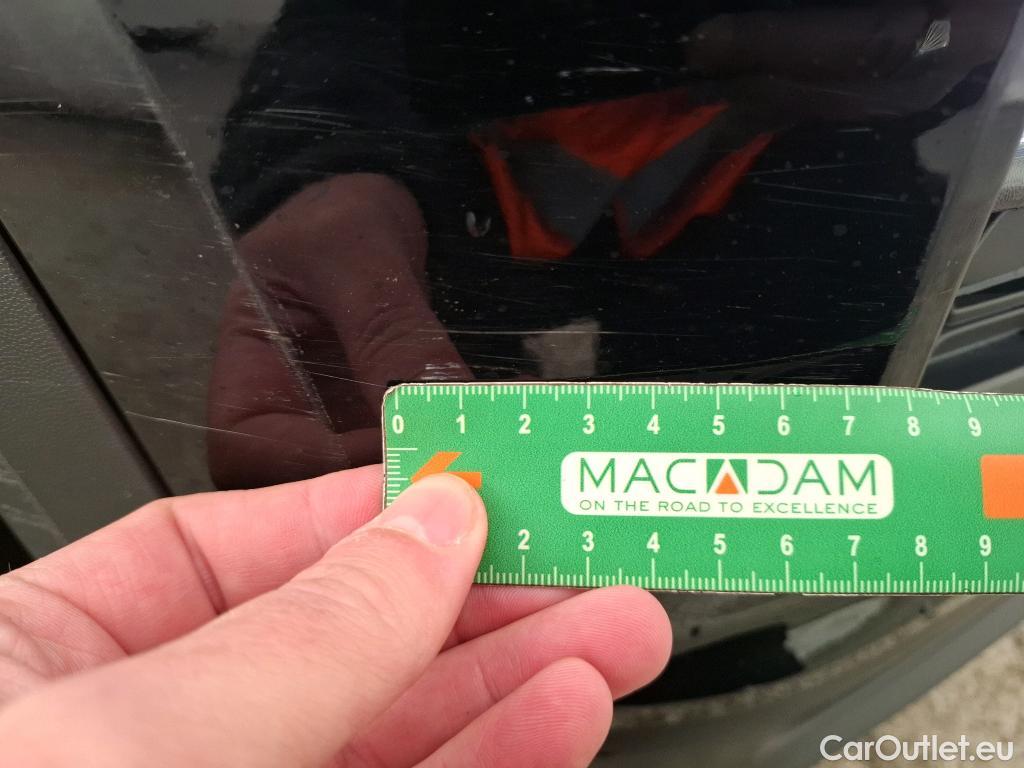 0 1 2 3 4 5 6 7 8 9
MACADAM
ON THE ROAD TO EXCELLENCE
2 3 4 5 6 7 8 9
CarOutlet.eu